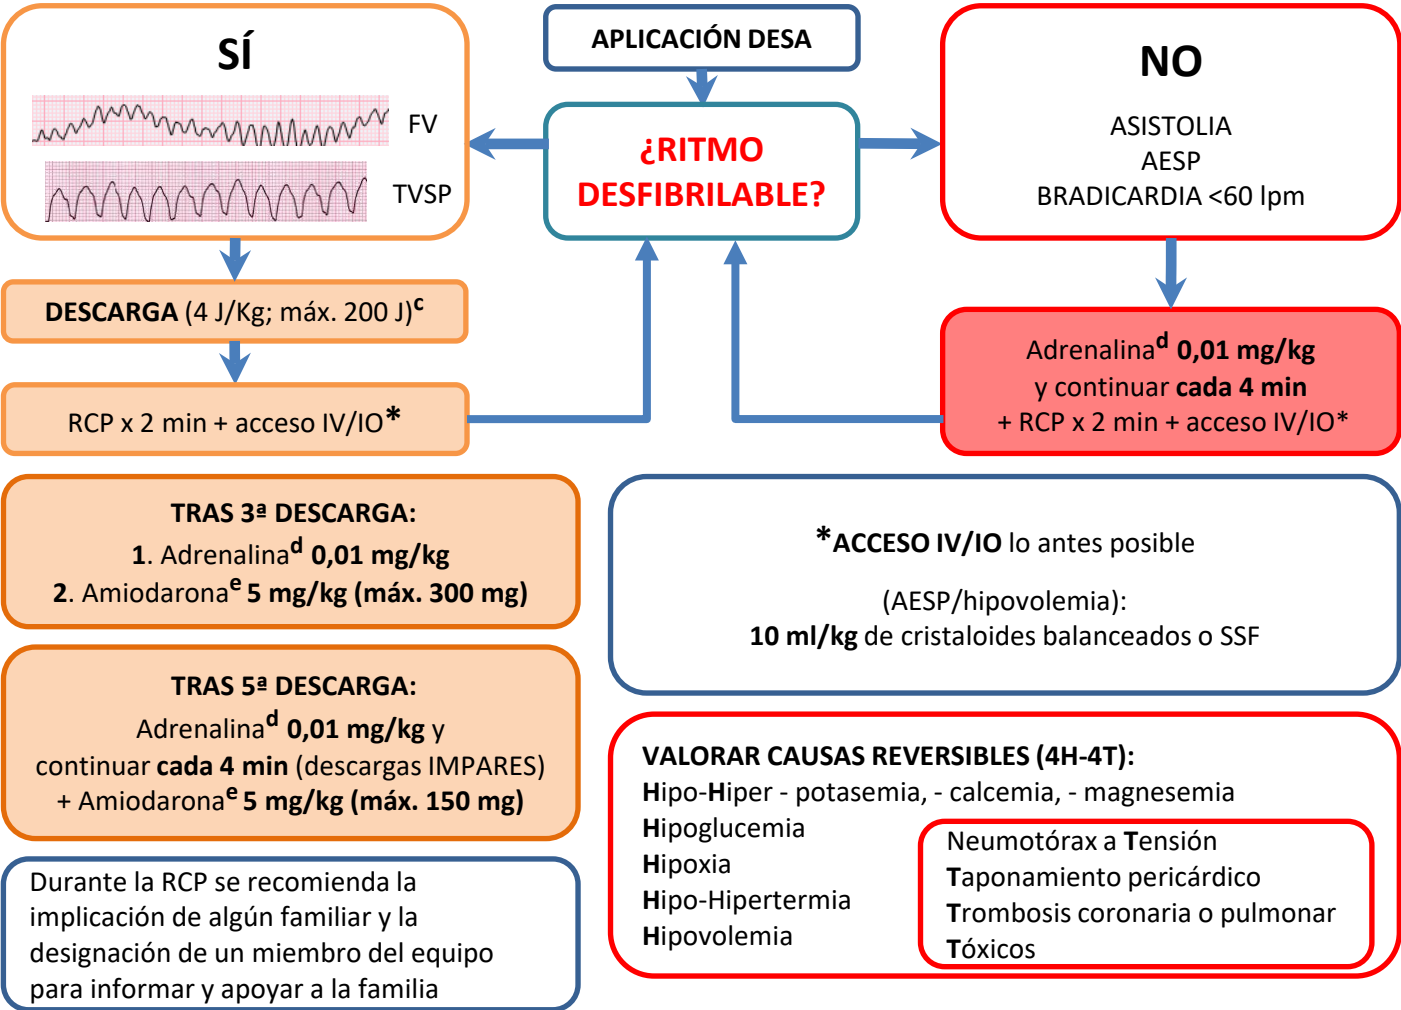 APLICACIÓN DESA
¿RITMO
DESFIBRILABLE?
SÍ
FV
TVSP
DESCARGA (4 J/Kg; máx. 200 J)c
RCP x 2 min + acceso IV/IO*
TRAS 3ª DESCARGA:
1. Adrenalinad 0,01 mg/kg
2. Amiodaronae 5 mg/kg (máx. 300 mg)
TRAS 5ª DESCARGA:
Adrenalinad 0,01 mg/kg y
continuar cada 4 min (descargas IMPARES)
+ Amiodaronae 5 mg/kg (máx. 150 mg)
Durante la RCP se recomienda la
implicación de algún familiar y la
designación de un miembro del equipo
para informar y apoyar a la familia
NO
ASISTOLIA
AESP
BRADICARDIA <60 lpm
Adrenalinad 0,01 mg/kg
y continuar cada 4 min
+ RCP x 2 min + acceso IV/IO*
*ACCESO IV/IO lo antes posible
(AESP/hipovolemia):
10 ml/kg de cristaloides balanceados o SSF
VALORAR CAUSAS REVERSIBLES (4H-4T):
Hipo-Hiper - potasemia, - calcemia, - magnesemia
Hipoglucemia
Hipoxia
Hipo-Hipertermia
Hipovolemia
Neumotórax a Tensión
Taponamiento pericárdico
Trombosis coronaria o pulmonar
Tóxicos